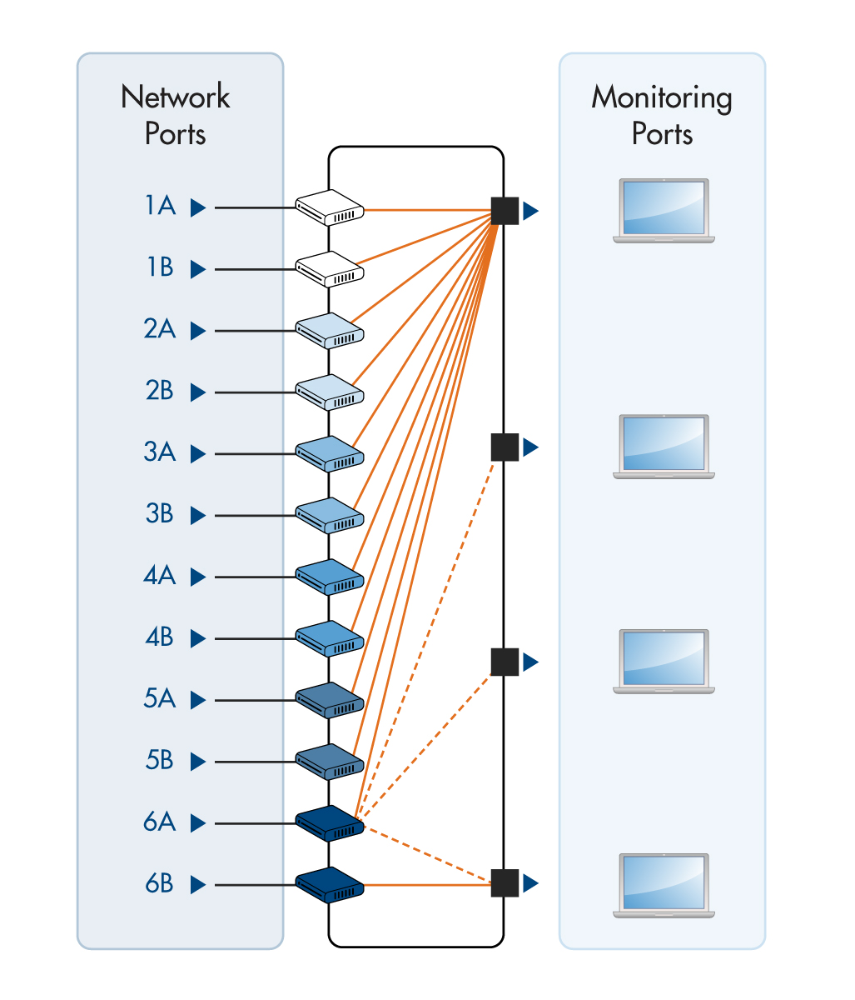 Network
Ports
Monitoring
Ports
1A
1B
2A
2B
3A
3B
4A
4B
5A
5B
6A
6B